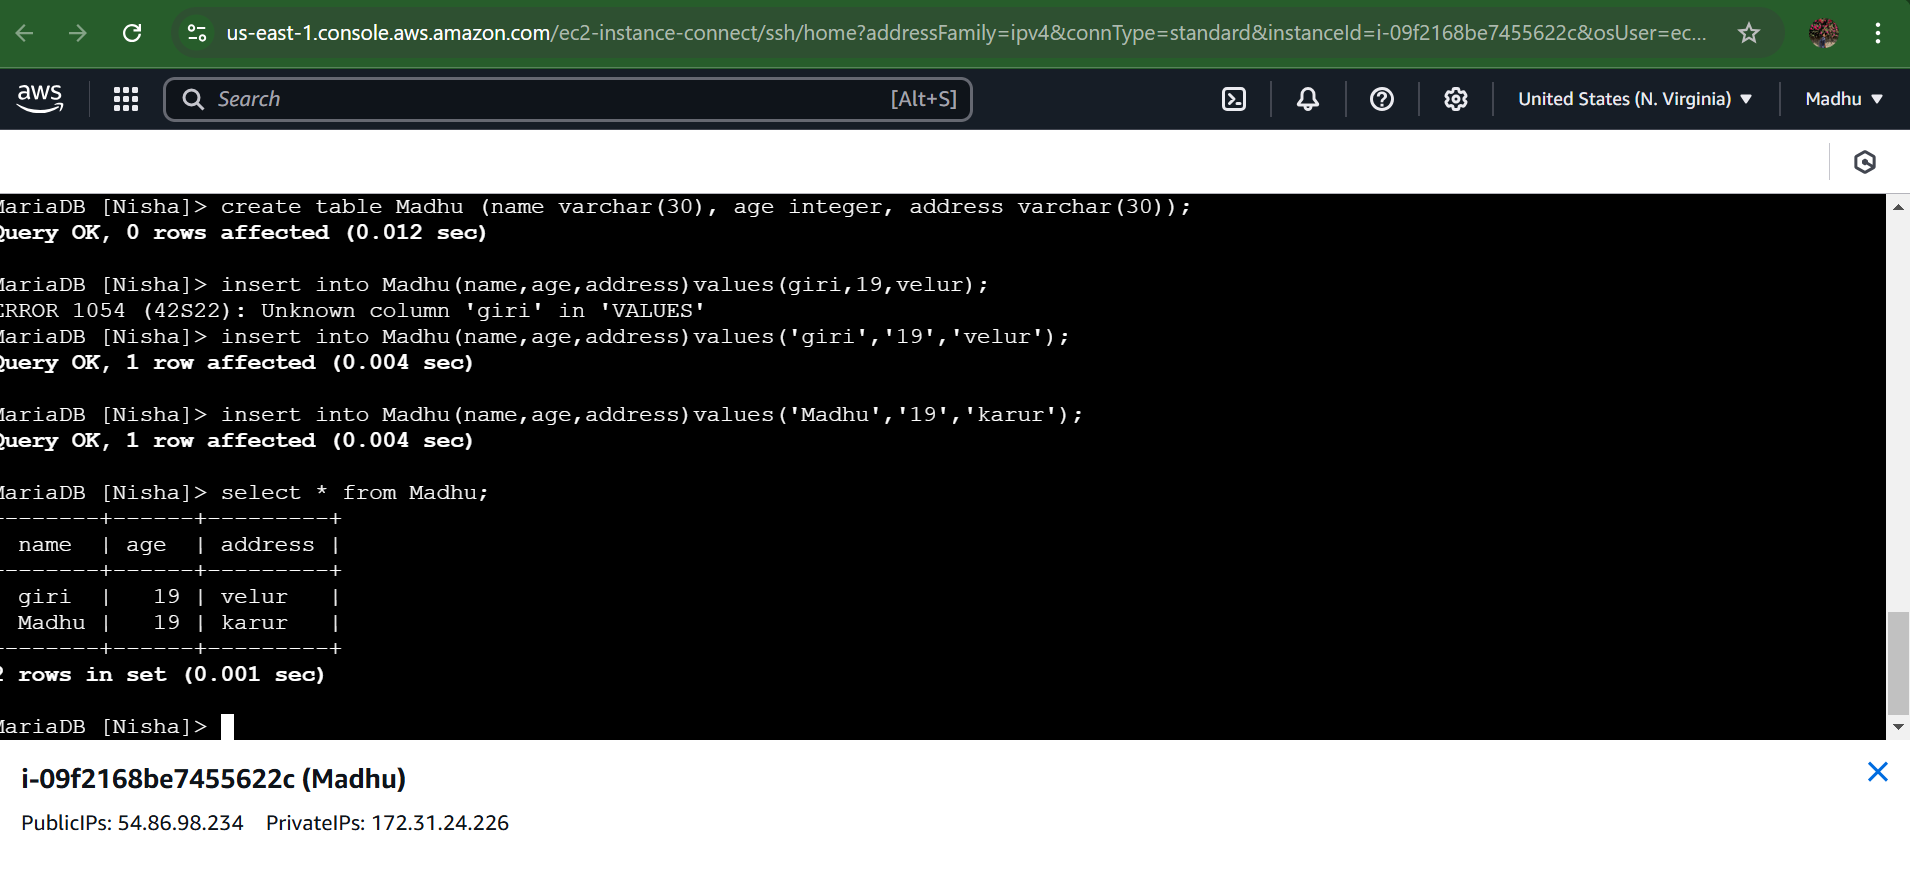 us-east-1.console.aws.amazon.com/ec2-instance-connect/ssh/home?addressFamily=ipv4&connType=standard&instanceId=i-09f2168be7455622c&osUser=ec...
aws Search [Alt+S] United States (N. Virginia) Madhu
MariaDB [Nisha]> create table Madhu (name varchar(30), age integer, address varchar(30));
Query OK, 0 rows affected (0.012 sec)
MariaDB [Nisha]> insert into Madhu(name,age,address)values(giri,19,velur);
ERROR 1054 (42S22): Unknown column 'giri' in 'VALUES'
MariaDB [Nisha]> insert into Madhu(name,age,address)values('giri','19','velur');
Query OK, 1 row affected (0.004 sec)
MariaDB [Nisha]> insert into Madhu(name,age,address)values('Madhu','19','karur');
Query OK, 1 row affected (0.004 sec)
MariaDB [Nisha]> select * from Madhu;
--------+------+---------+
name | age | address |
--------+------+---------+
giri | 19 | velur |
Madhu | 19 | karur |
--------+------+---------+
2 rows in set (0.001 sec)
MariaDB [Nisha]>
i-09f2168be7455622c (Madhu)
PublicIPs: 54.86.98.234 PrivateIPs: 172.31.24.226